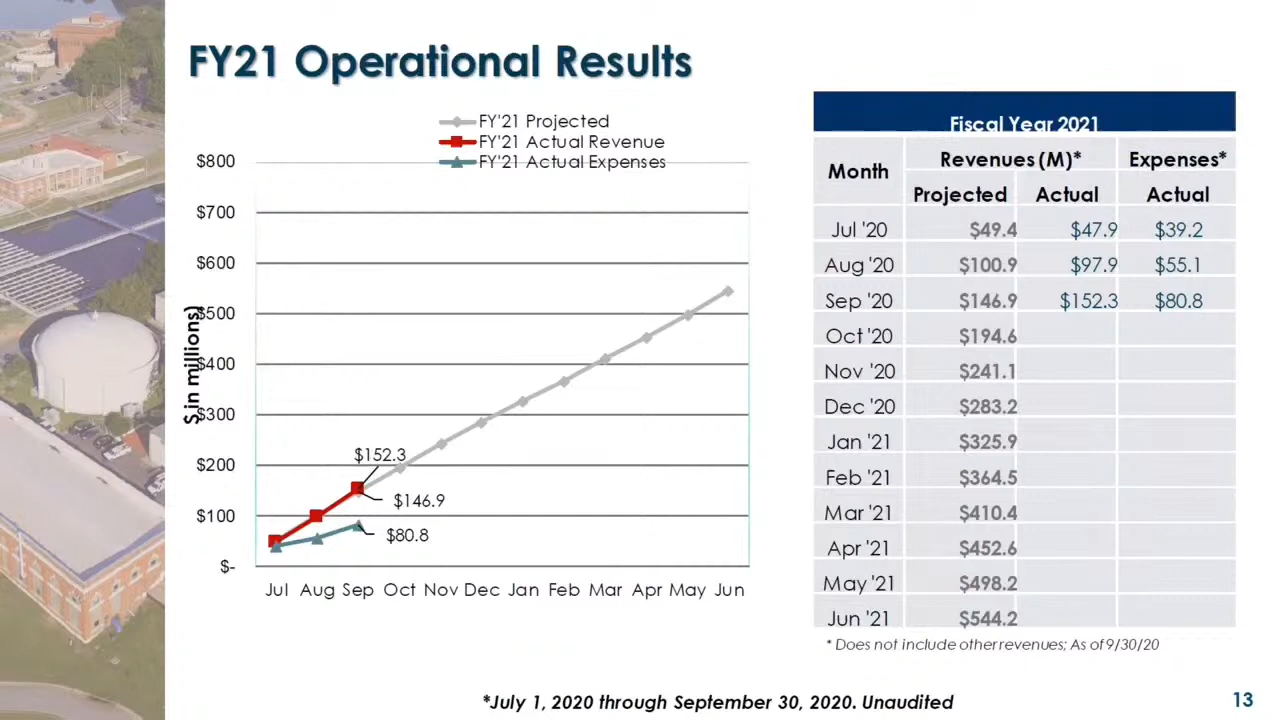 FY21 Operational Results
FY'21 Projected
FY'21 Actual Revenue
FY'21 Actual Expenses
$ in millions)
$800
$700
$600
$500
$400
$300
$200
$100
$-
$152.3
$146.9
$80.8
Jul Aug Sep Oct Nov Dec Jan Feb Mar Apr May Jun
Fiscal Year 2021
Month Revenues (M)* Expenses*
Projected Actual Actual
Jul '20 $49.4 $47.9 $39.2
Aug '20 $100.9 $97.9 $55.1
Sep '20 $146.9 $152.3 $80.8
Oct '20 $194.6
Nov '20 $241.1
Dec '20 $283.2
Jan '21 $325.9
Feb '21 $364.5
Mar '21 $410.4
Apr '21 $452.6
May '21 $498.2
Jun '21 $544.2
* Does not include other revenues; As of 9/30/20
*July 1, 2020 through September 30, 2020. Unaudited
13